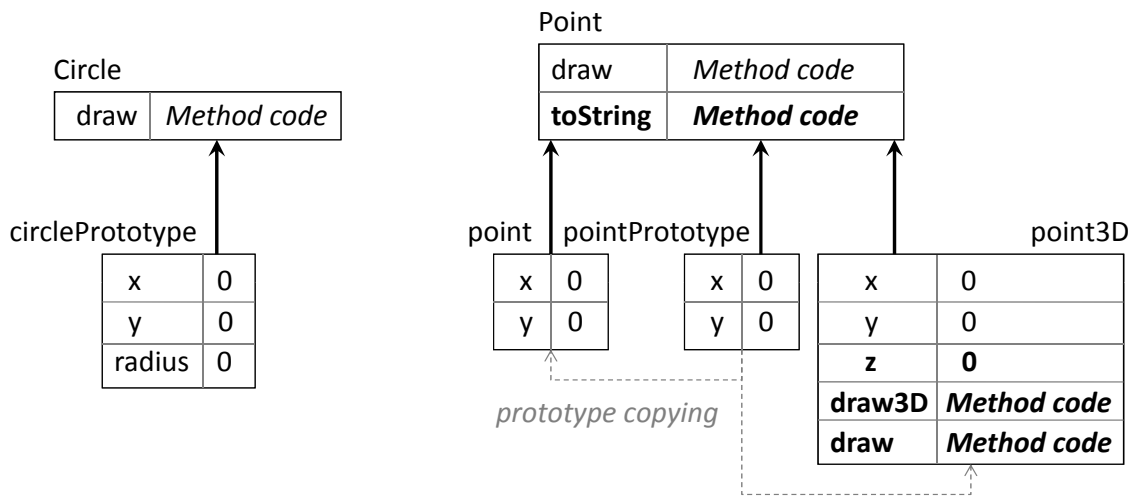 Point
draw Method code
toString Method code
Circle
draw Method code
circlePrototype
x 0
y 0
radius 0
point
x 0
y 0
pointPrototype
x 0
y 0
point3D
x 0
y 0
z 0
draw3D Method code
draw Method code
prototype copying